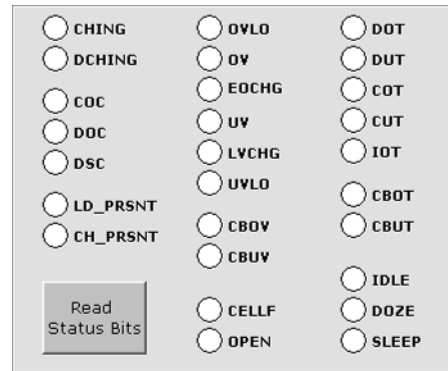 CHING
DCHING
COC
DOC
DSC
LD_PRSNT
CH_PRSNT
Read
Status Bits
OVLO
OV
EOCHG
UV
LVCHG
UVLO
CBOV
CBUV
CELLF
OPEN
DOT
DUT
COT
CUT
IOT
CBOT
CBUT
IDLE
DOZE
SLEEP